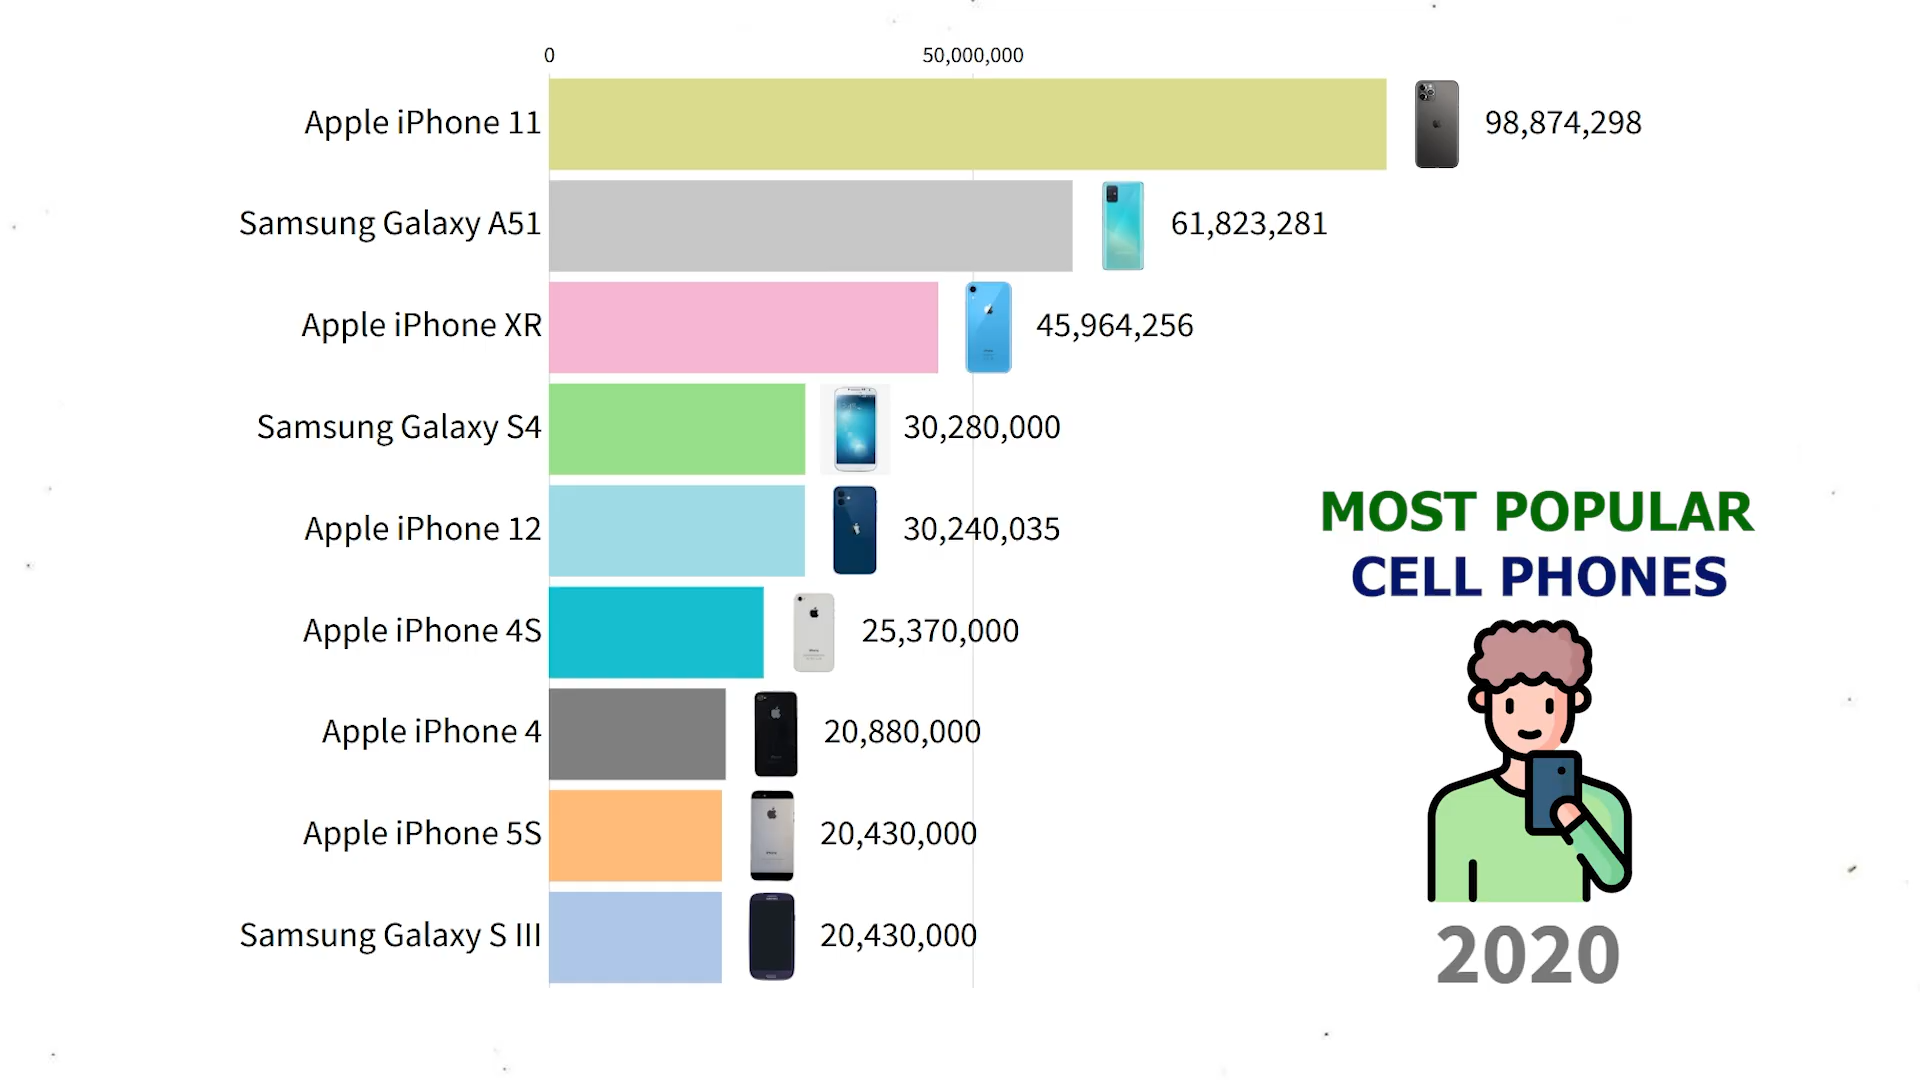 0 50,000,000
Apple iPhone 11 98,874,298
Samsung Galaxy A51 61,823,281
Apple iPhone XR 45,964,256
Samsung Galaxy S4 30,280,000
Apple iPhone 12 30,240,035
Apple iPhone 4S 25,370,000
Apple iPhone 4 20,880,000
Apple iPhone 5S 20,430,000
Samsung Galaxy S III 20,430,000
MOST POPULAR
CELL PHONES
2020